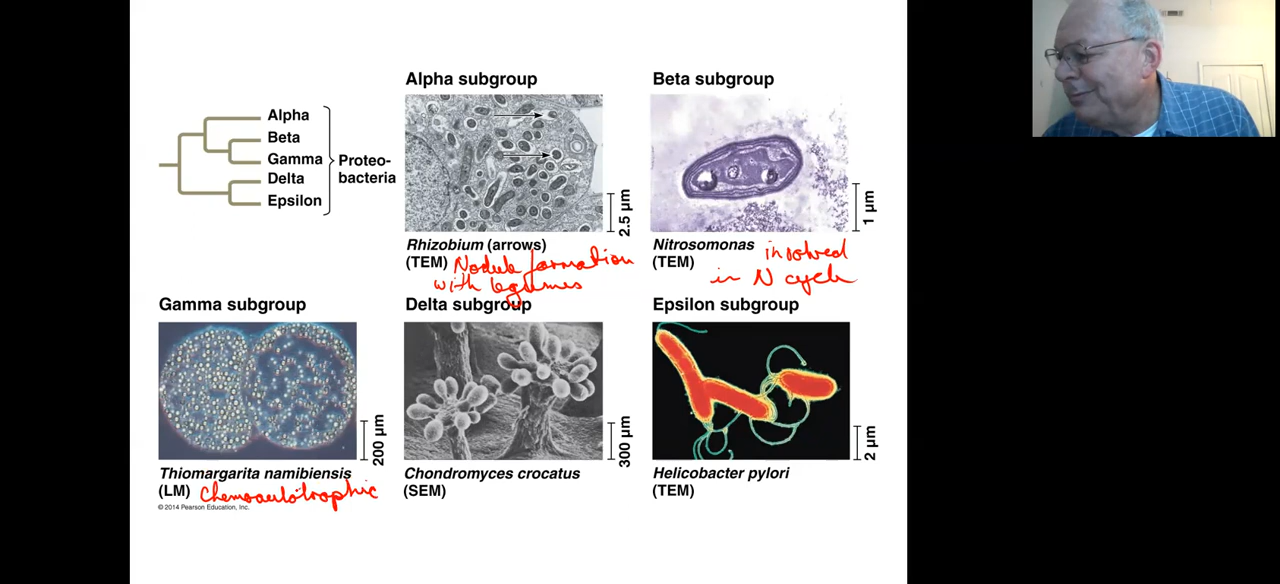 Alpha
Beta
Gamma
Delta
Epsilon
Proteo-
bacteria
Alpha subgroup
2.5 µm
Rhizobium (arrows)
(TEM) Nodule formation
with legumes
Beta subgroup
1 µm
Nitrosomonas involved
(TEM) in N cycle
Gamma subgroup
200 µm
Thiomargarita namibiensis
(LM) Chemoautotrophic
© 2014 Pearson Education, Inc.
Delta subgroup
300 µm
Chondromyces crocatus
(SEM)
Epsilon subgroup
2 µm
Helicobacter pylori
(TEM)